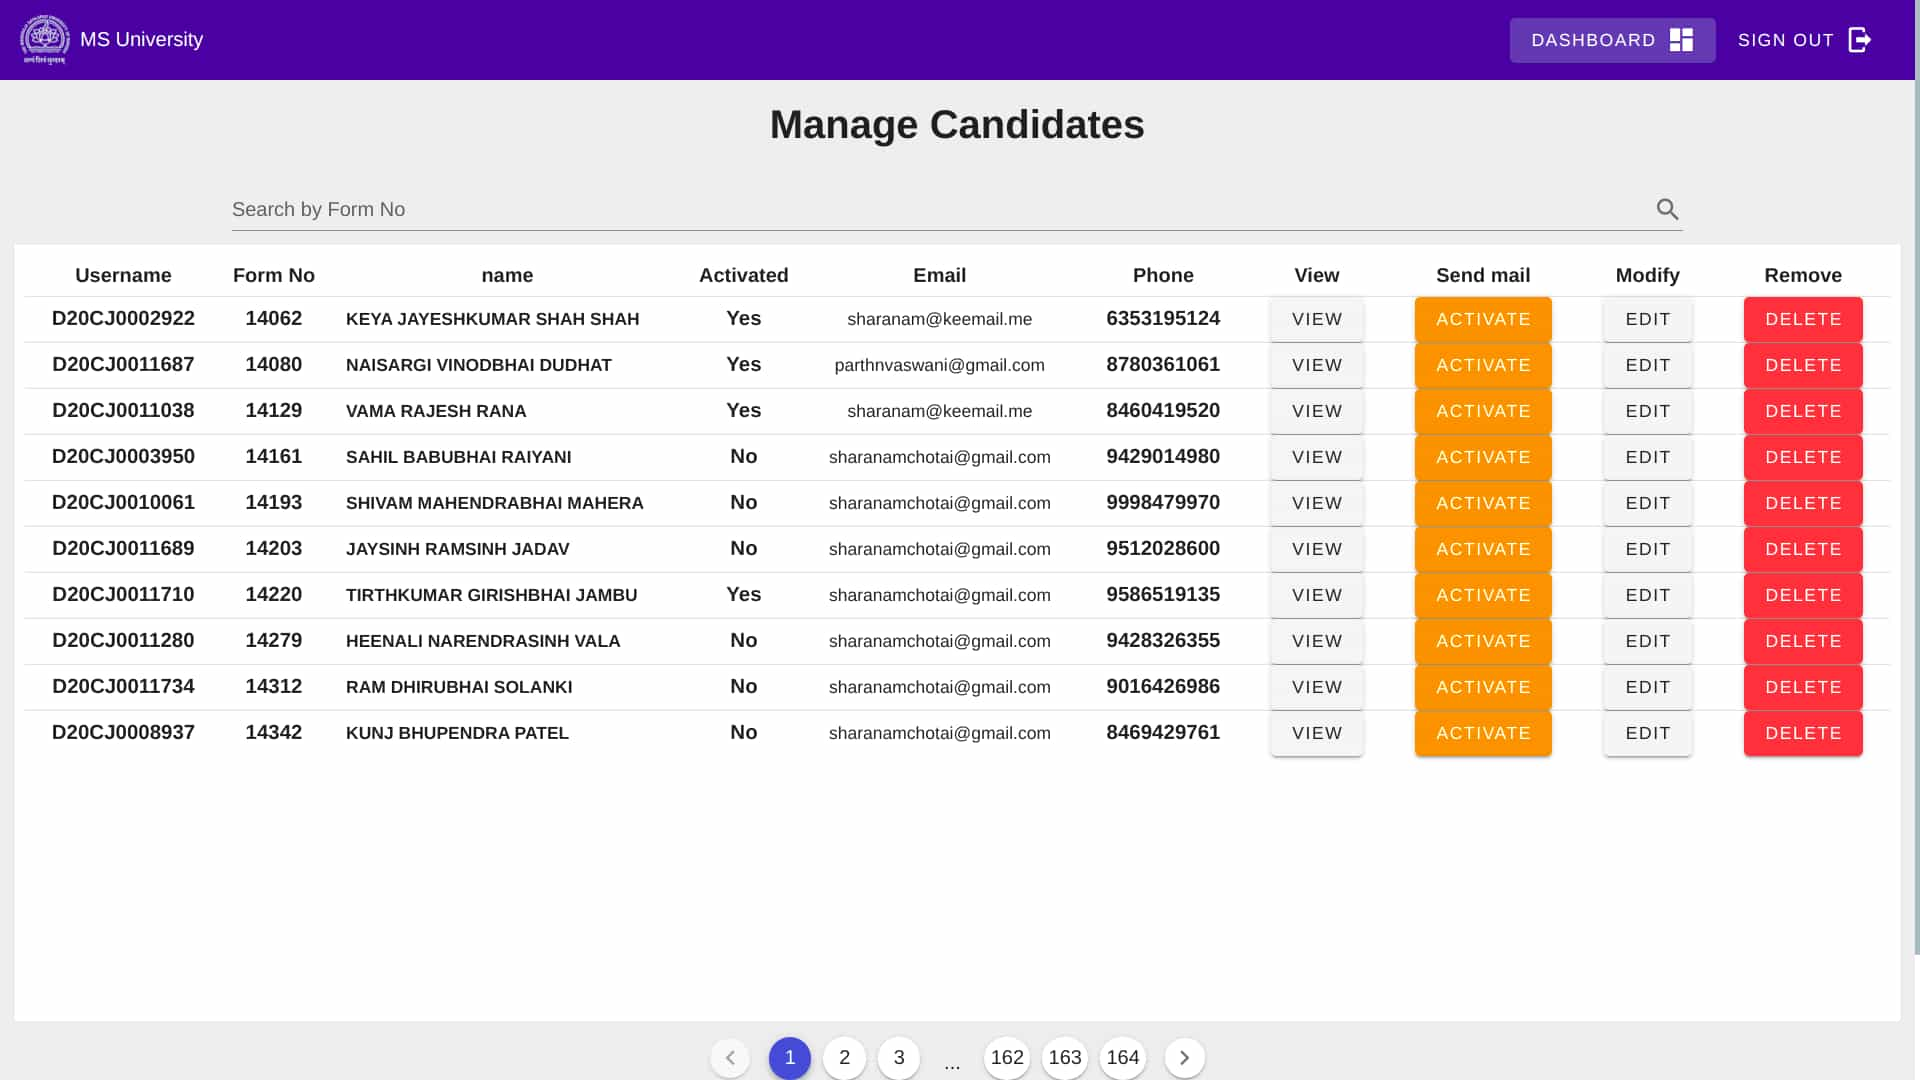 MS University
DASHBOARD SIGN OUT
Manage Candidates
Search by Form No
Username Form No name Activated Email Phone View Send mail Modify Remove
D20CJ0002922 14062 KEYA JAYESHKUMAR SHAH SHAH Yes sharanam@keemail.me 6353195124 VIEW ACTIVATE EDIT DELETE
D20CJ0011687 14080 NAISARGI VINODBHAI DUDHAT Yes parthnvaswani@gmail.com 8780361061 VIEW ACTIVATE EDIT DELETE
D20CJ0011038 14129 VAMA RAJESH RANA Yes sharanam@keemail.me 8460419520 VIEW ACTIVATE EDIT DELETE
D20CJ0003950 14161 SAHIL BABUBHAI RAIYANI No sharanamchotai@gmail.com 9429014980 VIEW ACTIVATE EDIT DELETE
D20CJ0010061 14193 SHIVAM MAHENDRABHAI MAHERA No sharanamchotai@gmail.com 9998479970 VIEW ACTIVATE EDIT DELETE
D20CJ0011689 14203 JAYSINH RAMSINH JADAV No sharanamchotai@gmail.com 9512028600 VIEW ACTIVATE EDIT DELETE
D20CJ0011710 14220 TIRTHKUMAR GIRISHBHAI JAMBU Yes sharanamchotai@gmail.com 9586519135 VIEW ACTIVATE EDIT DELETE
D20CJ0011280 14279 HEENALI NARENDRASINH VALA No sharanamchotai@gmail.com 9428326355 VIEW ACTIVATE EDIT DELETE
D20CJ0011734 14312 RAM DHIRUBHAI SOLANKI No sharanamchotai@gmail.com 9016426986 VIEW ACTIVATE EDIT DELETE
D20CJ0008937 14342 KUNJ BHUPENDRA PATEL No sharanamchotai@gmail.com 8469429761 VIEW ACTIVATE EDIT DELETE
1 2 3 ... 162 163 164